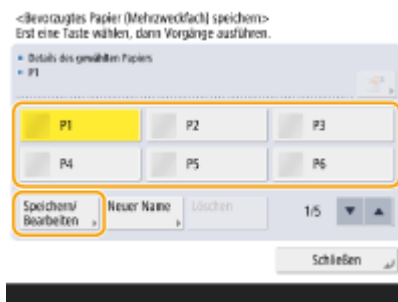 <Bevorzugtes Papier (Mehrzweckfach) speichern>
Erst eine Taste wählen, dann Vorgänge ausführen.
Details des gewählten Papiers
P1
P1 P2 P3
P4 P5 P6
Speichern/
Bearbeiten
Neuer Name
Löschen
1/5
Schließen